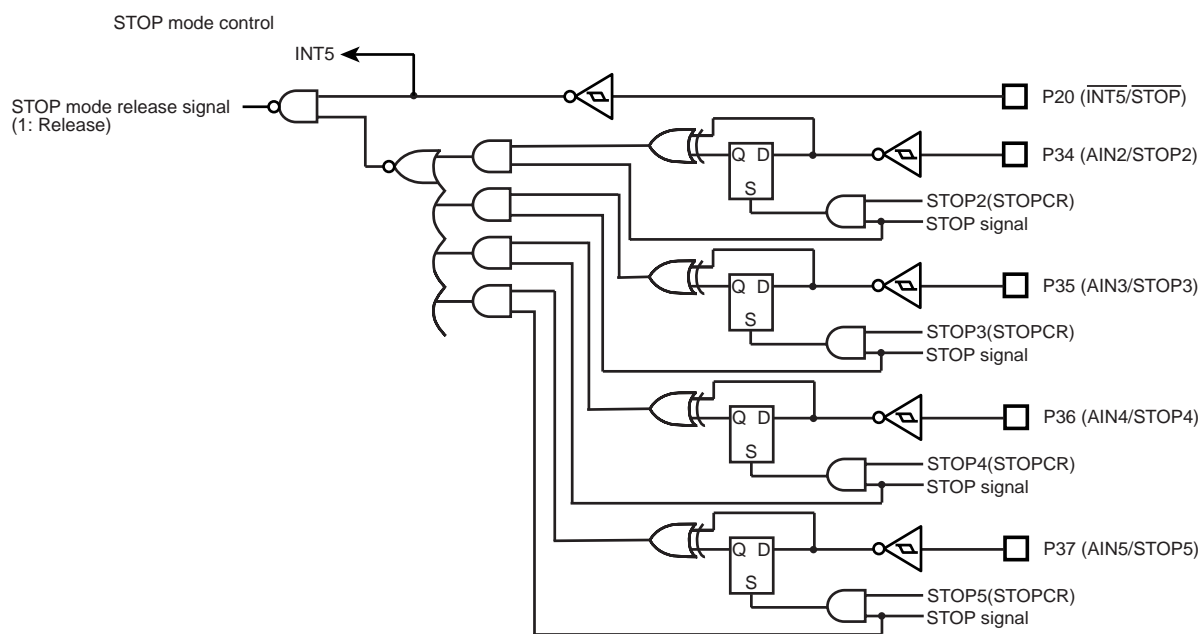 STOP mode control
INT5
STOP mode release signal
(1: Release)
P20 (INT5/STOP)
P34 (AIN2/STOP2)
Q D
S
STOP2(STOPCR)
STOP signal
P35 (AIN3/STOP3)
Q D
S
STOP3(STOPCR)
STOP signal
P36 (AIN4/STOP4)
Q D
S
STOP4(STOPCR)
STOP signal
P37 (AIN5/STOP5)
Q D
S
STOP5(STOPCR)
STOP signal